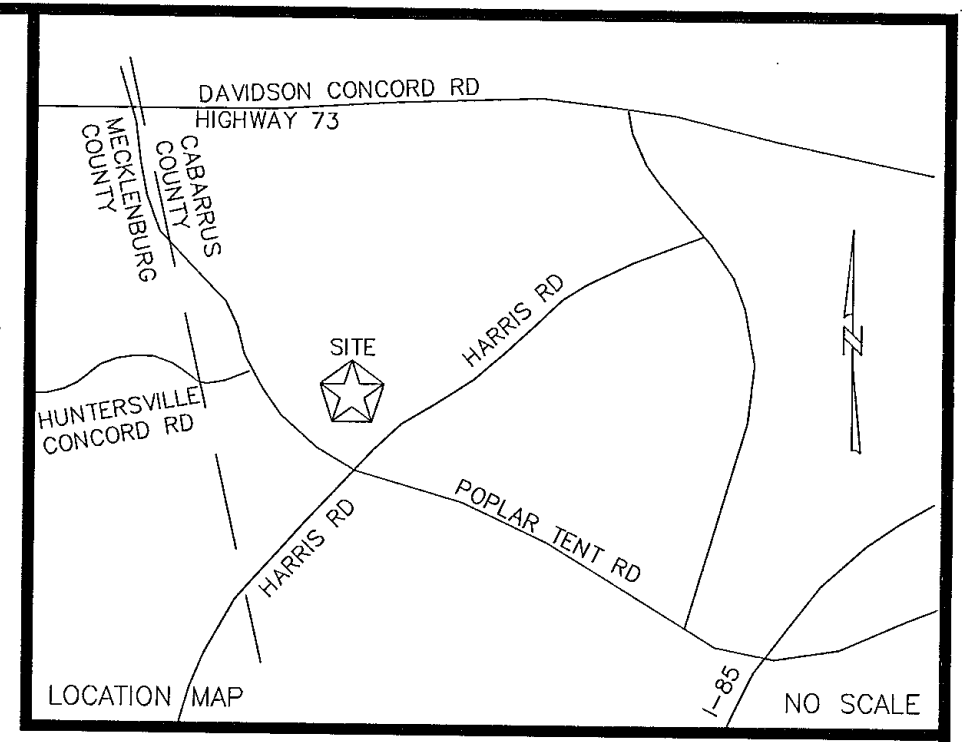 DAVIDSON CONCORD RD
HIGHWAY 73
MECKLENBURG
COUNTY
CABARRUS
COUNTY
HARRIS RD
SITE
N
HUNTERSVILLE
CONCORD RD
POPLAR TENT RD
HARRIS RD
I-85
LOCATION MAP
NO SCALE